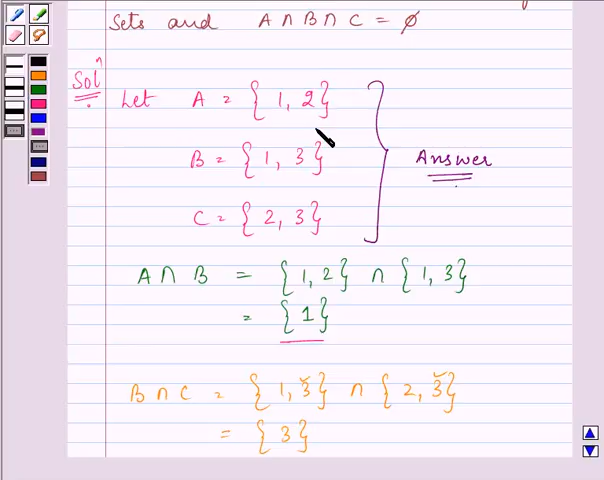 Sets and A ∩ B ∩ C = ϕ
Solⁿ Let A = { 1, 2}
B = { 1, 3}
Answer
C = { 2, 3}
A ∩ B = { 1, 2} ∩ { 1, 3}
= { 1}
B ∩ C = { 1, 3} ∩ { 2, 3}
= { 3}